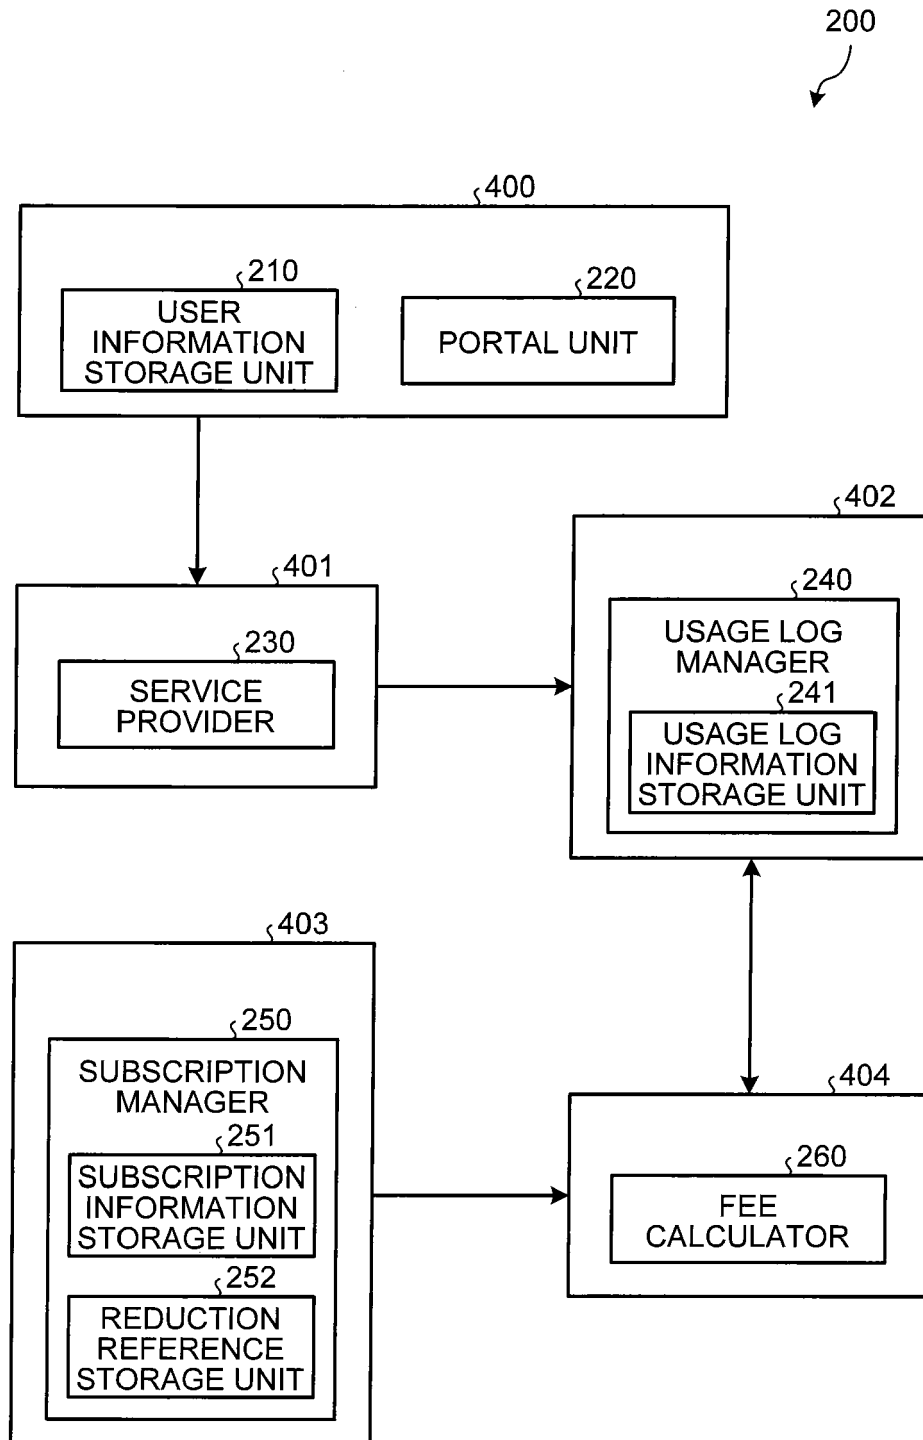 200
400
210
USER
INFORMATION
STORAGE UNIT
220
PORTAL UNIT
401
230
SERVICE
PROVIDER
402
240
USAGE LOG
MANAGER
241
USAGE LOG
INFORMATION
STORAGE UNIT
403
250
SUBSCRIPTION
MANAGER
251
SUBSCRIPTION
INFORMATION
STORAGE UNIT
252
REDUCTION
REFERENCE
STORAGE UNIT
404
260
FEE
CALCULATOR